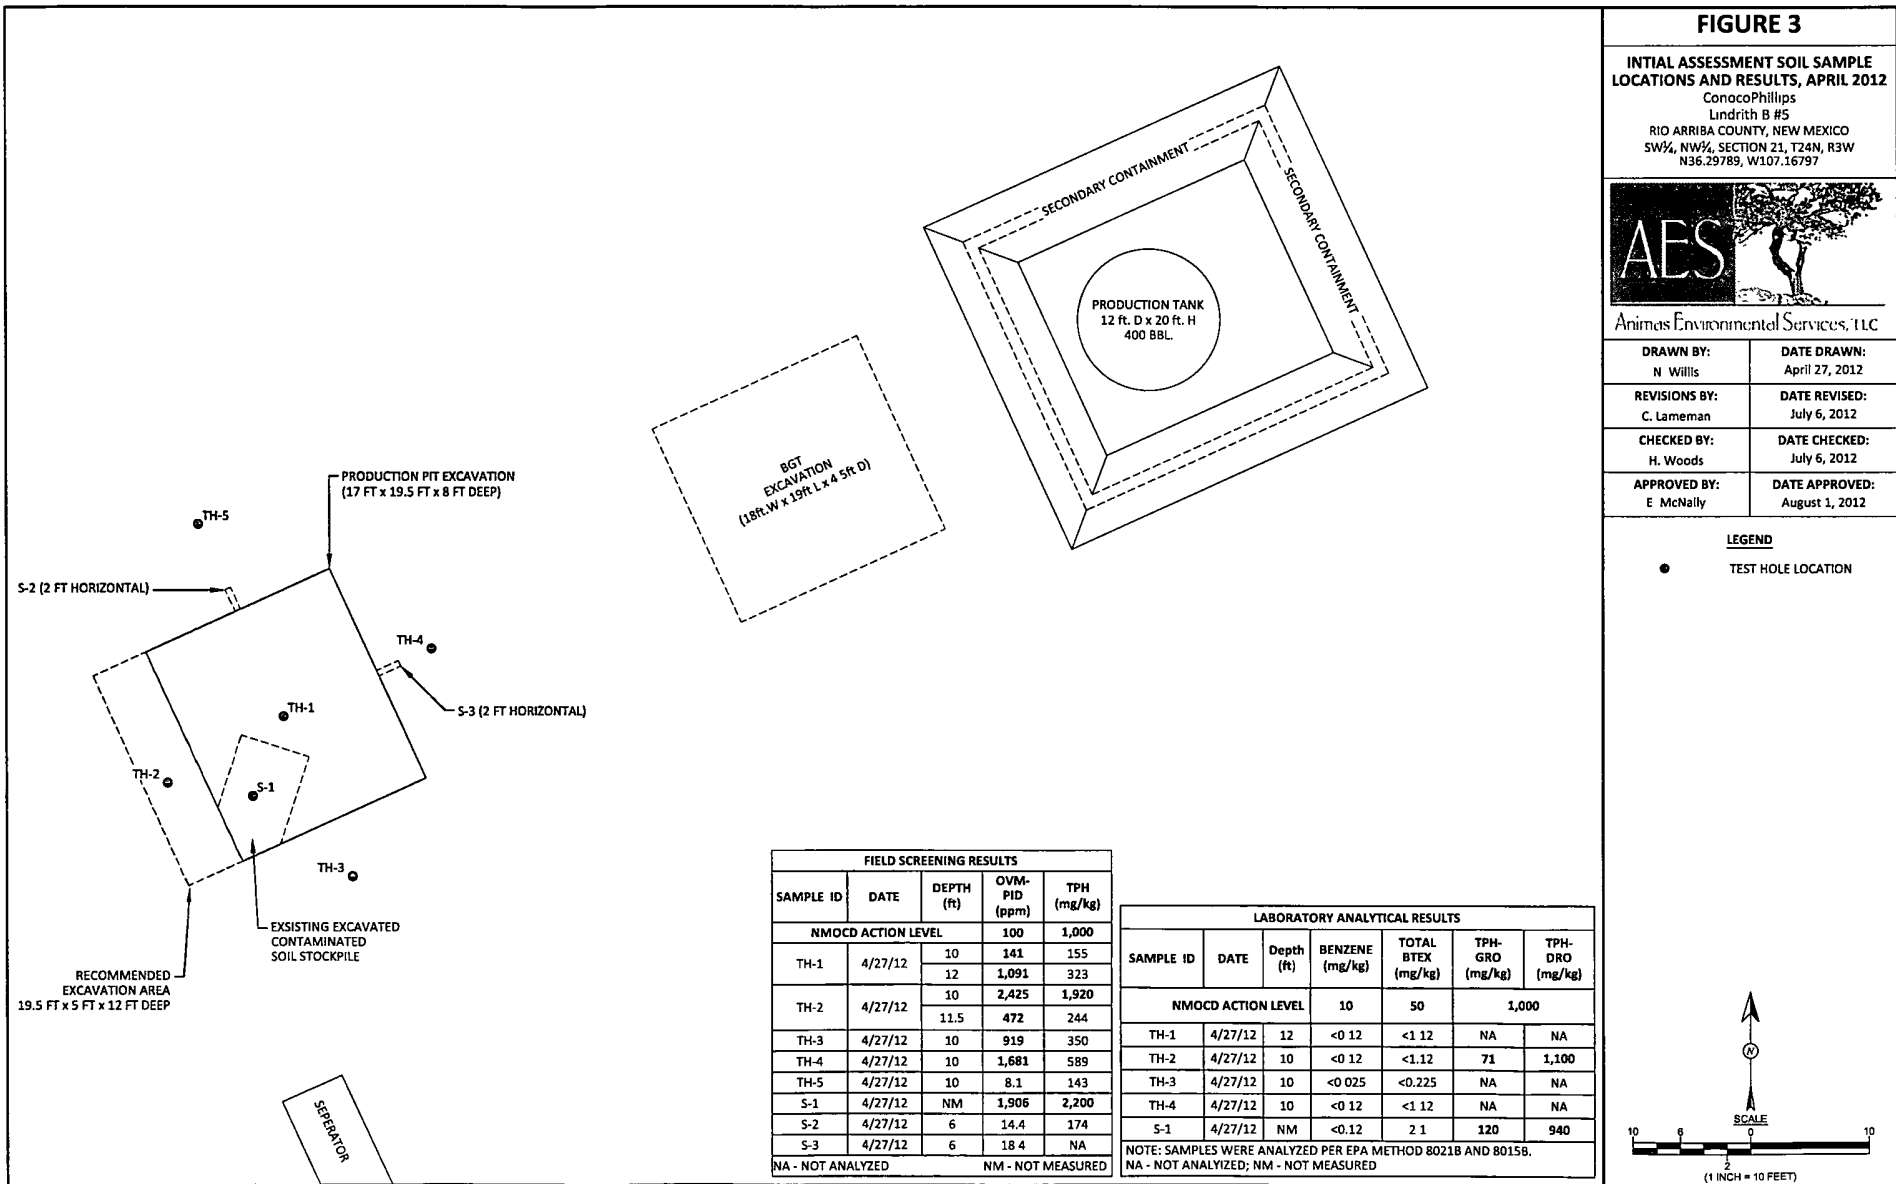 FIGURE 3
INTIAL ASSESSMENT SOIL SAMPLE
LOCATIONS AND RESULTS, APRIL 2012
ConocoPhillips
Lindrith B #5
RIO ARRIBA COUNTY, NEW MEXICO
SW¼, NW¼, SECTION 21, T24N, R3W
N36.29789, W107.16797
AES
Animas Environmental Services, LLC
DRAWN BY: DATE DRAWN:
N Willis April 27, 2012
REVISIONS BY: DATE REVISED:
C. Lameman July 6, 2012
CHECKED BY: DATE CHECKED:
H. Woods July 6, 2012
APPROVED BY: DATE APPROVED:
E McNally August 1, 2012
LEGEND
TEST HOLE LOCATION
SECONDARY CONTAINMENT
SECONDARY CONTAINMENT
PRODUCTION TANK
12 ft. D x 20 ft. H
400 BBL.
BGT
EXCAVATION
(18ft.W x 19ft L x 4 5ft D)
PRODUCTION PIT EXCAVATION
(17 FT x 19.5 FT x 8 FT DEEP)
TH-5
S-2 (2 FT HORIZONTAL)
TH-4
S-3 (2 FT HORIZONTAL)
TH-1
TH-2
S-1
TH-3
EXSISTING EXCAVATED
CONTAMINATED
SOIL STOCKPILE
RECOMMENDED
EXCAVATION AREA
19.5 FT x 5 FT x 12 FT DEEP
SEPERATOR
FIELD SCREENING RESULTS
SAMPLE ID DATE DEPTH (ft) OVM-PID (ppm) TPH (mg/kg)
NMOCD ACTION LEVEL 100 1,000
TH-1 4/27/12 10 141 155
12 1,091 323
TH-2 4/27/12 10 2,425 1,920
11.5 472 244
TH-3 4/27/12 10 919 350
TH-4 4/27/12 10 1,681 589
TH-5 4/27/12 10 8.1 143
S-1 4/27/12 NM 1,906 2,200
S-2 4/27/12 6 14.4 174
S-3 4/27/12 6 18 4 NA
NA - NOT ANALYZED NM - NOT MEASURED
LABORATORY ANALYTICAL RESULTS
SAMPLE ID DATE Depth (ft) BENZENE (mg/kg) TOTAL BTEX (mg/kg) TPH-GRO (mg/kg) TPH-DRO (mg/kg)
NMOCD ACTION LEVEL 10 50 1,000
TH-1 4/27/12 12 <0 12 <1 12 NA NA
TH-2 4/27/12 10 <0 12 <1.12 71 1,100
TH-3 4/27/12 10 <0 025 <0.225 NA NA
TH-4 4/27/12 10 <0 12 <1 12 NA NA
S-1 4/27/12 NM <0.12 2 1 120 940
NOTE: SAMPLES WERE ANALYZED PER EPA METHOD 8021B AND 8015B.
NA - NOT ANALYIZED; NM - NOT MEASURED
N
SCALE
10 6 0 10
2
(1 INCH = 10 FEET)